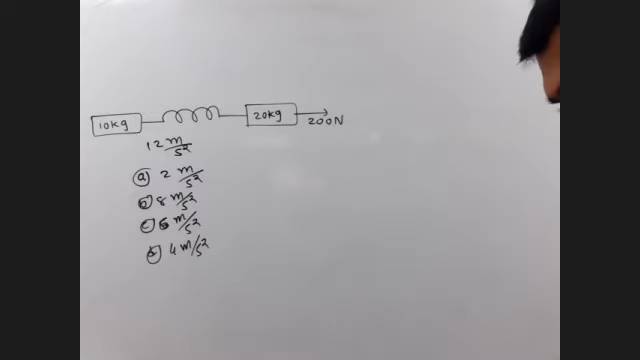 10kg 20kg 200N
12 m/s²
(a) 2 m/s²
(b) 8 m/s²
(c) 6 m/s²
4 m/s²